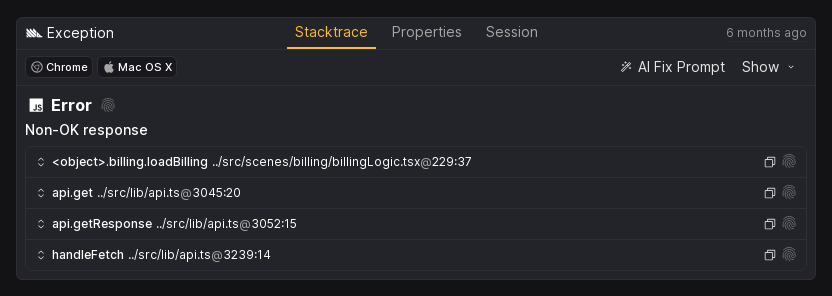 Exception Stacktrace Properties Session 6 months ago
Chrome Mac OS X AI Fix Prompt Show
JS Error
Non-OK response
<object>.billing.loadBilling ../src/scenes/billing/billingLogic.tsx@229:37
api.get ../src/lib/api.ts@3045:20
api.getResponse ../src/lib/api.ts@3052:15
handleFetch ../src/lib/api.ts@3239:14